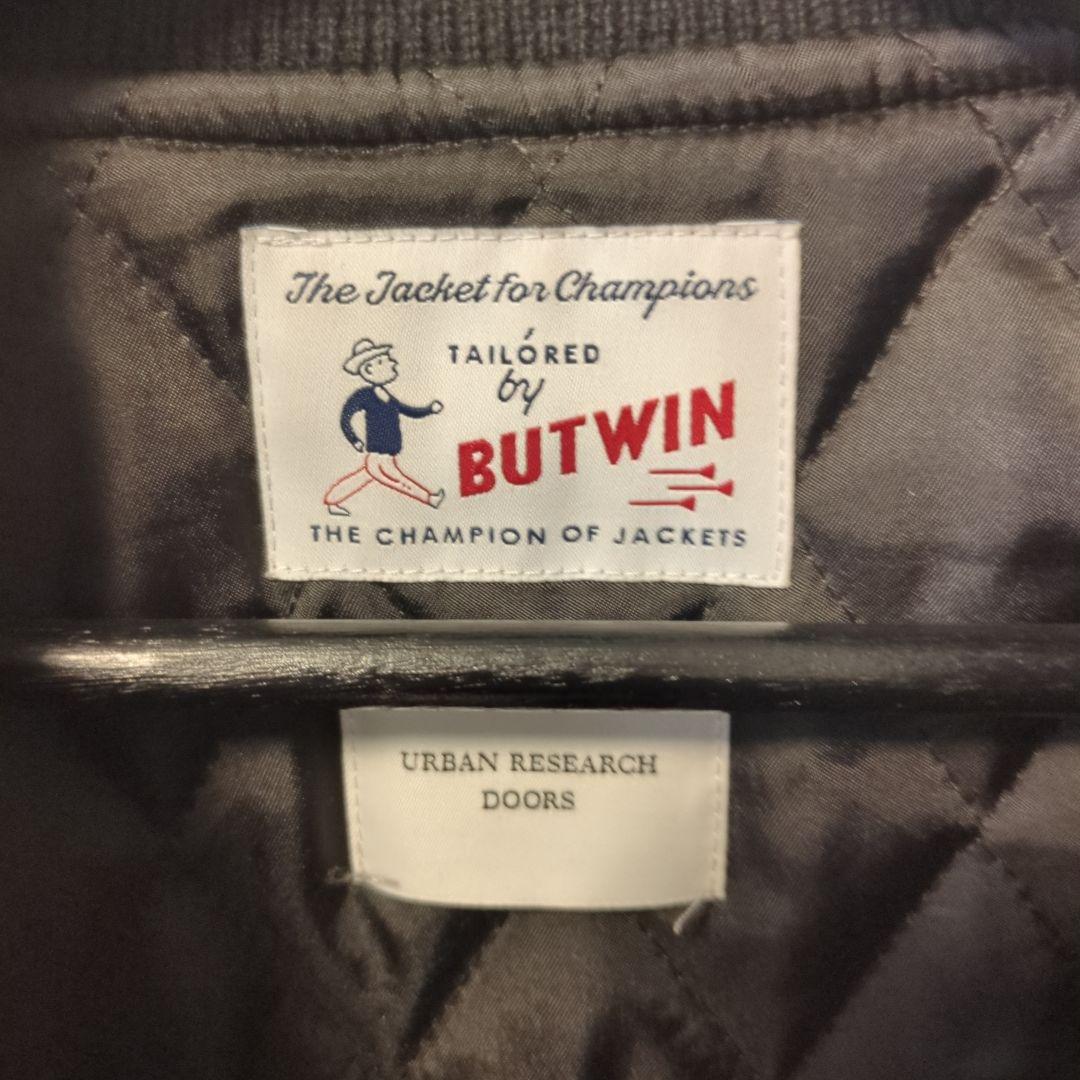 The Jacket for Champions
TAILORED
by
BUTWIN
THE CHAMPION OF JACKETS
URBAN RESEARCH
DOORS